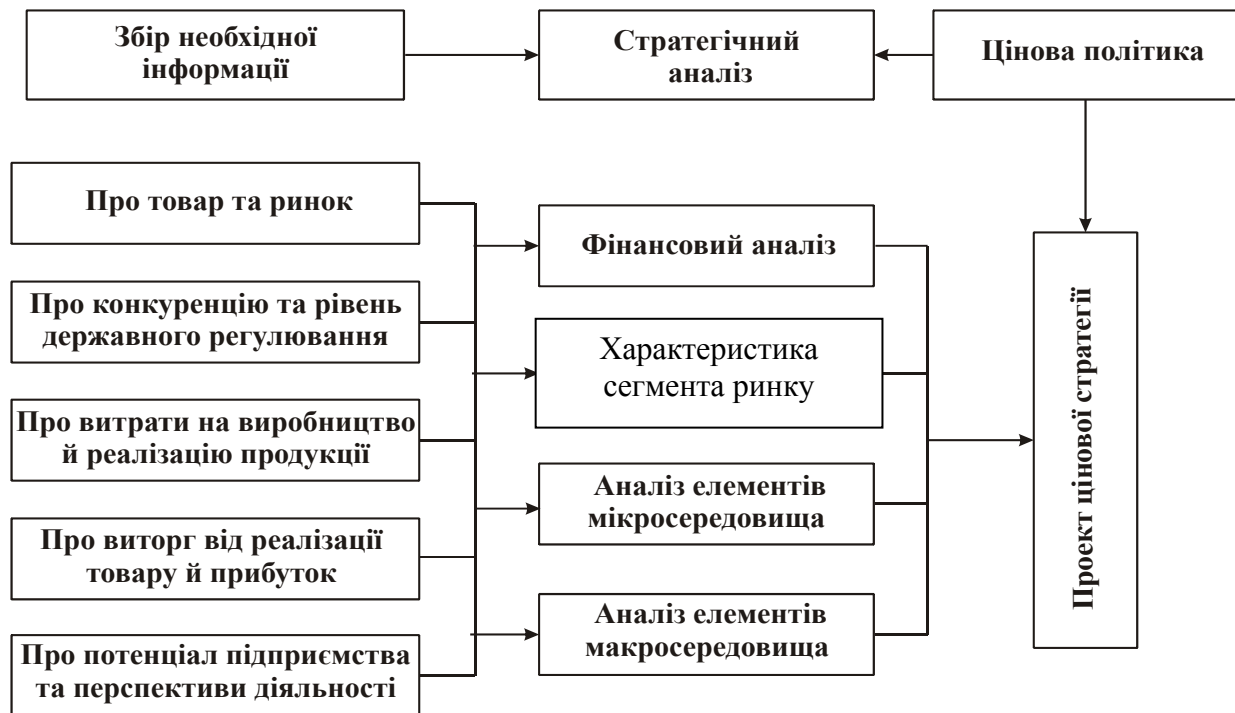 Збір необхідної
інформації
Стратегічний
аналіз
Цінова політика
Про товар та ринок
Про конкуренцію та рівень
державного регулювання
Про витрати на виробництво
й реалізацію продукції
Про виторг від реалізації
товару й прибуток
Про потенціал підприємства
та перспективи діяльності
Фінансовий аналіз
Характеристика
сегмента ринку
Аналіз елементів
мікросередовища
Аналіз елементів
макросередовища
Проект цінової стратегії